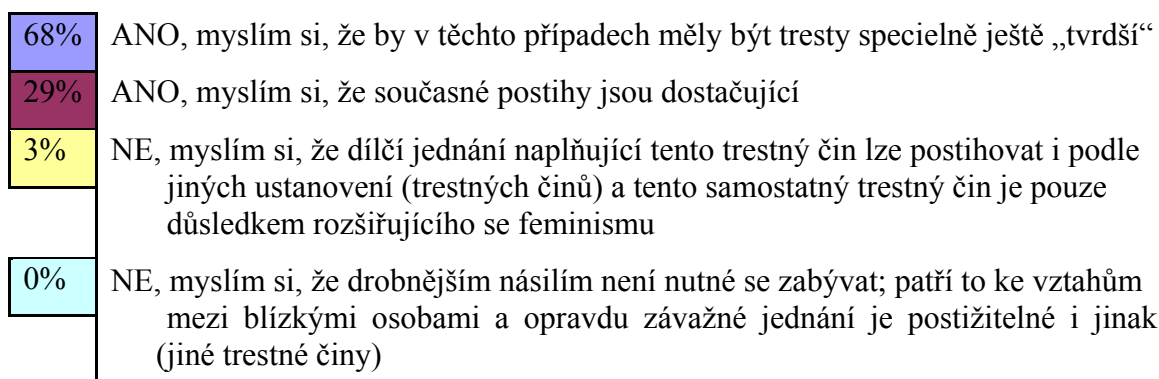 68% ANO, myslím si, že by v těchto případech měly být tresty specielně ještě „tvrdší“
29% ANO, myslím si, že současné postihy jsou dostačující
3% NE, myslím si, že dílčí jednání naplňující tento trestný čin lze postihovat i podle
jiných ustanovení (trestných činů) a tento samostatný trestný čin je pouze
důsledkem rozšiřujícího se feminismu
0% NE, myslím si, že drobnějším násilím není nutné se zabývat; patří to ke vztahům
mezi blízkými osobami a opravdu závažné jednání je postižitelné i jinak
(jiné trestné činy)